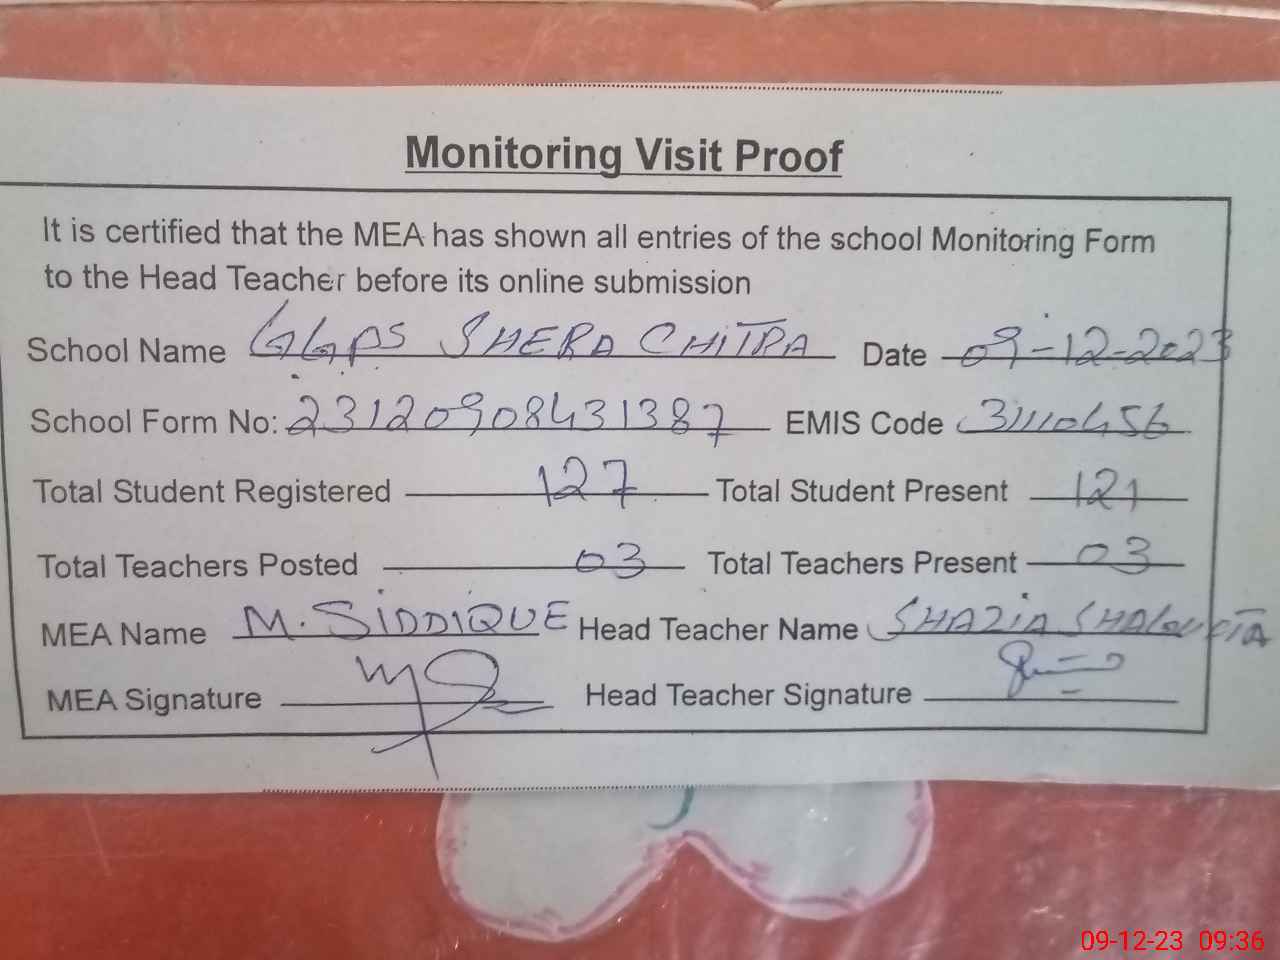 Monitoring Visit Proof
It is certified that the MEA has shown all entries of the school Monitoring Form
to the Head Teacher before its online submission
School Name GGPS SHERA CHITRA Date 09-12-2023
School Form No: 23120908431387 EMIS Code 31110456
Total Student Registered 127 Total Student Present 121
Total Teachers Posted 03 Total Teachers Present 03
MEA Name M. SIDDIQUE Head Teacher Name SHAZIA
MEA Signature Head Teacher Signature
09-12-23 09:36